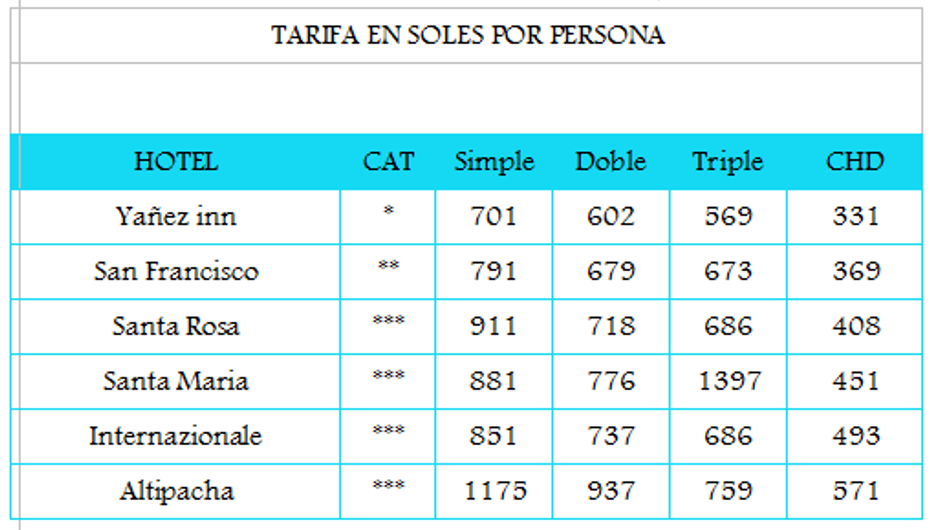 TARIFA EN SOLES POR PERSONA
HOTEL CAT Simple Doble Triple CHD
Yañez inn * 701 602 569 331
San Francisco ** 791 679 673 369
Santa Rosa *** 911 718 686 408
Santa Maria *** 881 776 1397 451
Internazionale *** 851 737 686 493
Altipacha *** 1175 937 759 571